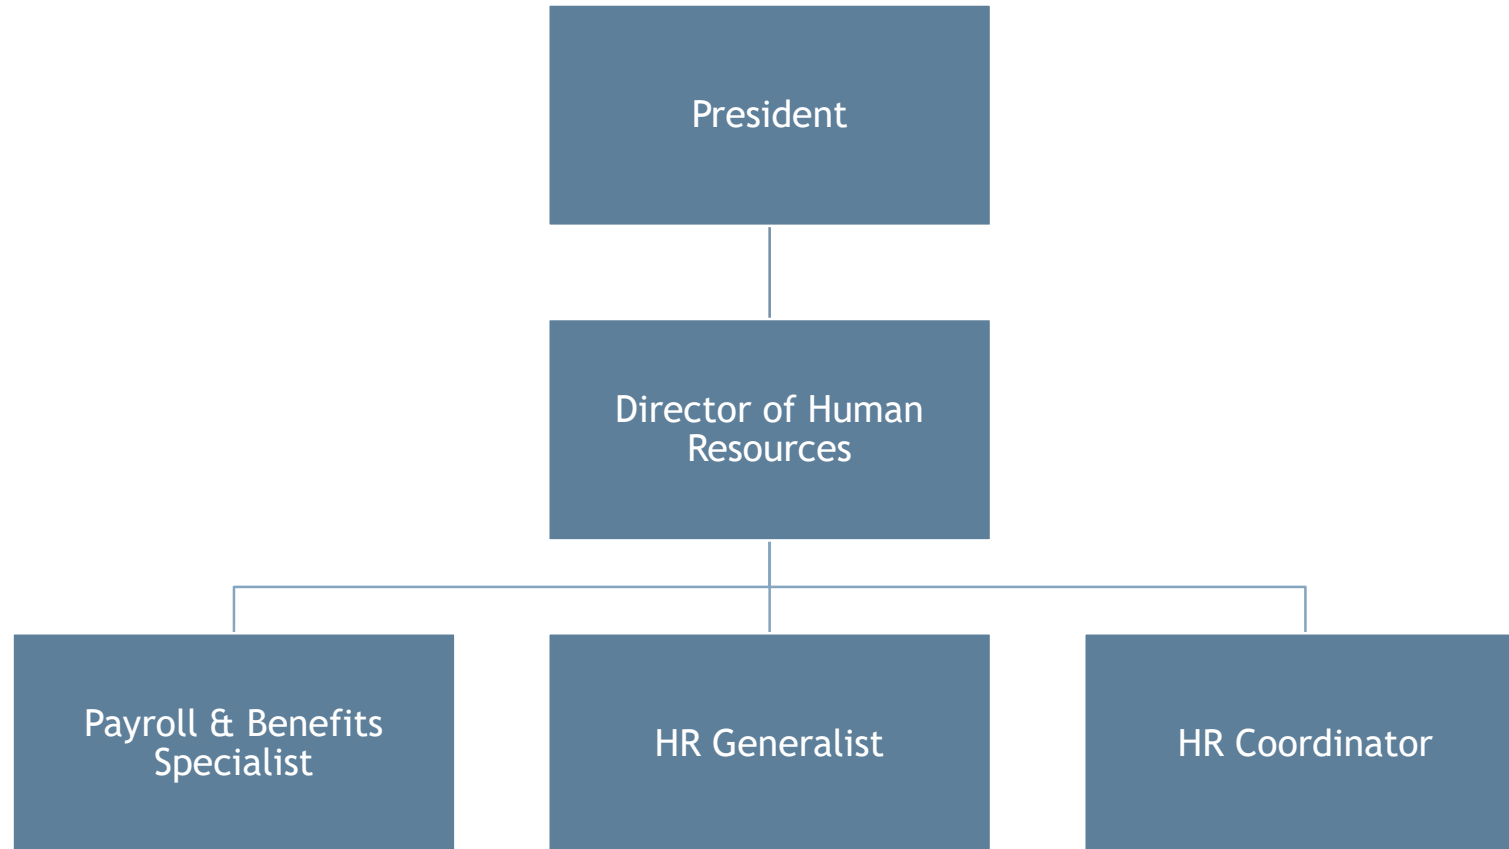 President
Director of Human
Resources
Payroll & Benefits
Specialist
HR Generalist
HR Coordinator